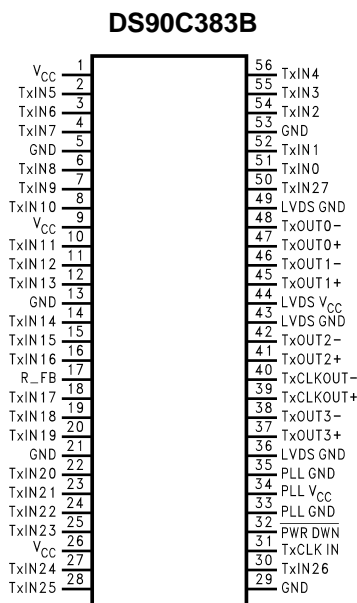 DS90C383B
VCC 1 56 TxIN4
TxIN5 2 55 TxIN3
TxIN6 3 54 TxIN2
TxIN7 4 53 GND
GND 5 52 TxIN1
TxIN8 6 51 TxIN0
TxIN9 7 50 TxIN27
TxIN10 8 49 LVDS GND
VCC 9 48 TxOUT0−
TxIN11 10 47 TxOUT0+
TxIN12 11 46 TxOUT1−
TxIN13 12 45 TxOUT1+
GND 13 44 LVDS VCC
TxIN14 14 43 LVDS GND
TxIN15 15 42 TxOUT2−
TxIN16 16 41 TxOUT2+
R_FB 17 40 TxCLKOUT−
TxIN17 18 39 TxCLKOUT+
TxIN18 19 38 TxOUT3−
TxIN19 20 37 TxOUT3+
GND 21 36 LVDS GND
TxIN20 22 35 PLL GND
TxIN21 23 34 PLL VCC
TxIN22 24 33 PLL GND
TxIN23 25 32 PWR DWN
VCC 26 31 TxCLK IN
TxIN24 27 30 TxIN26
TxIN25 28 29 GND